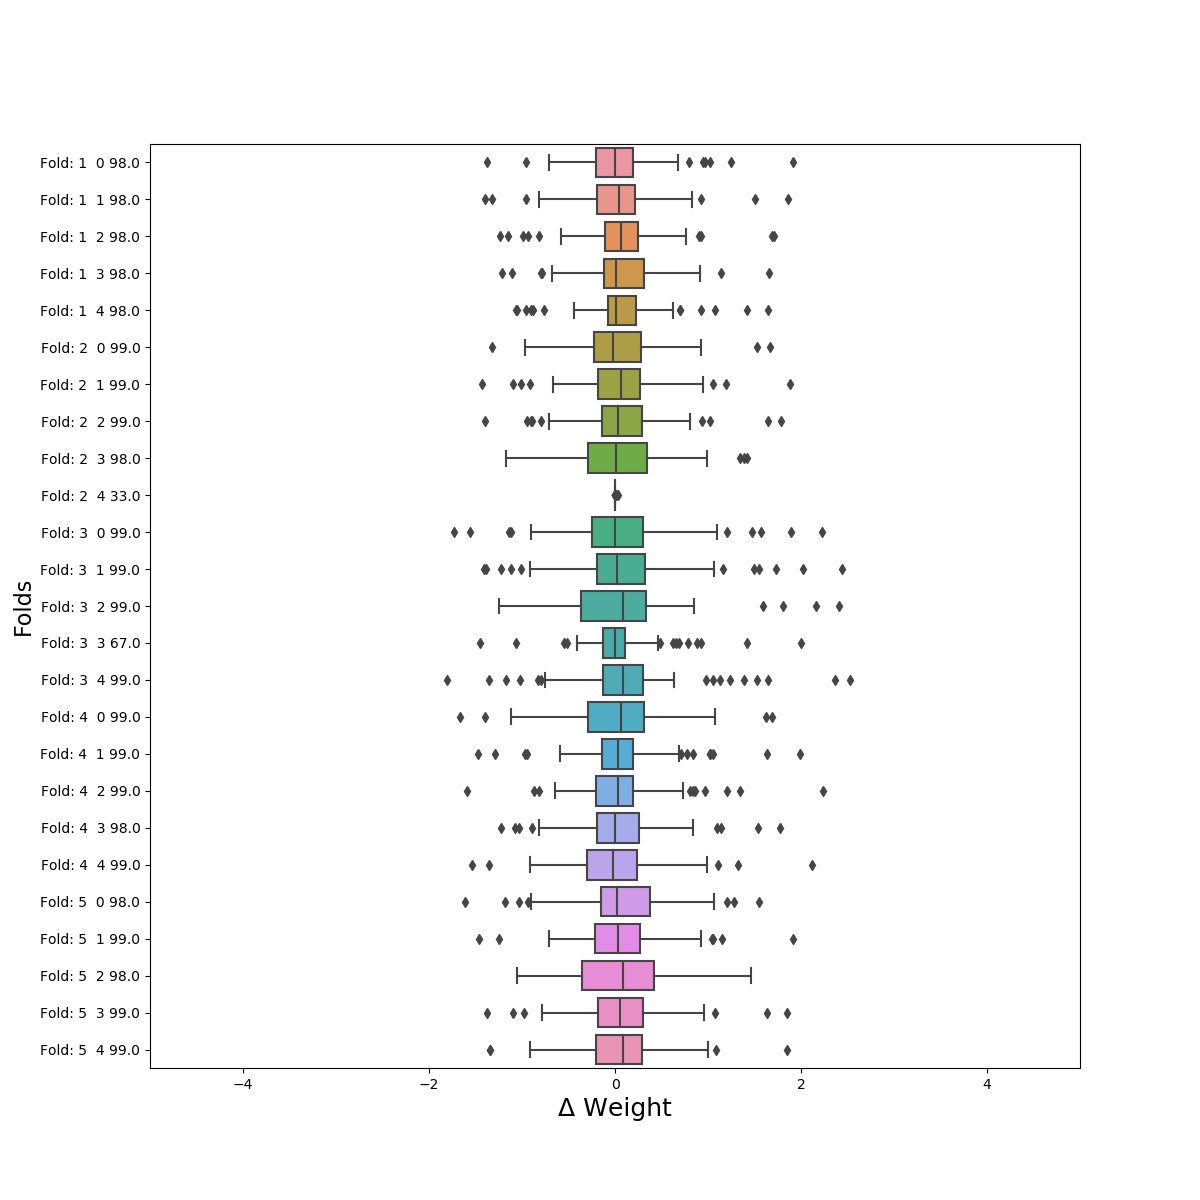 Fold: 1  0 98.0
Fold: 1  1 98.0
Fold: 1  2 98.0
Fold: 1  3 98.0
Fold: 1  4 98.0
Fold: 2  0 99.0
Fold: 2  1 99.0
Fold: 2  2 99.0
Fold: 2  3 98.0
Fold: 2  4 33.0
Fold: 3  0 99.0
Fold: 3  1 99.0
Fold: 3  2 99.0
Fold: 3  3 67.0
Fold: 3  4 99.0
Fold: 4  0 99.0
Fold: 4  1 99.0
Fold: 4  2 99.0
Fold: 4  3 98.0
Fold: 4  4 99.0
Fold: 5  0 98.0
Fold: 5  1 99.0
Fold: 5  2 98.0
Fold: 5  3 99.0
Fold: 5  4 99.0
Folds
−4 −2 0 2 4
Δ Weight